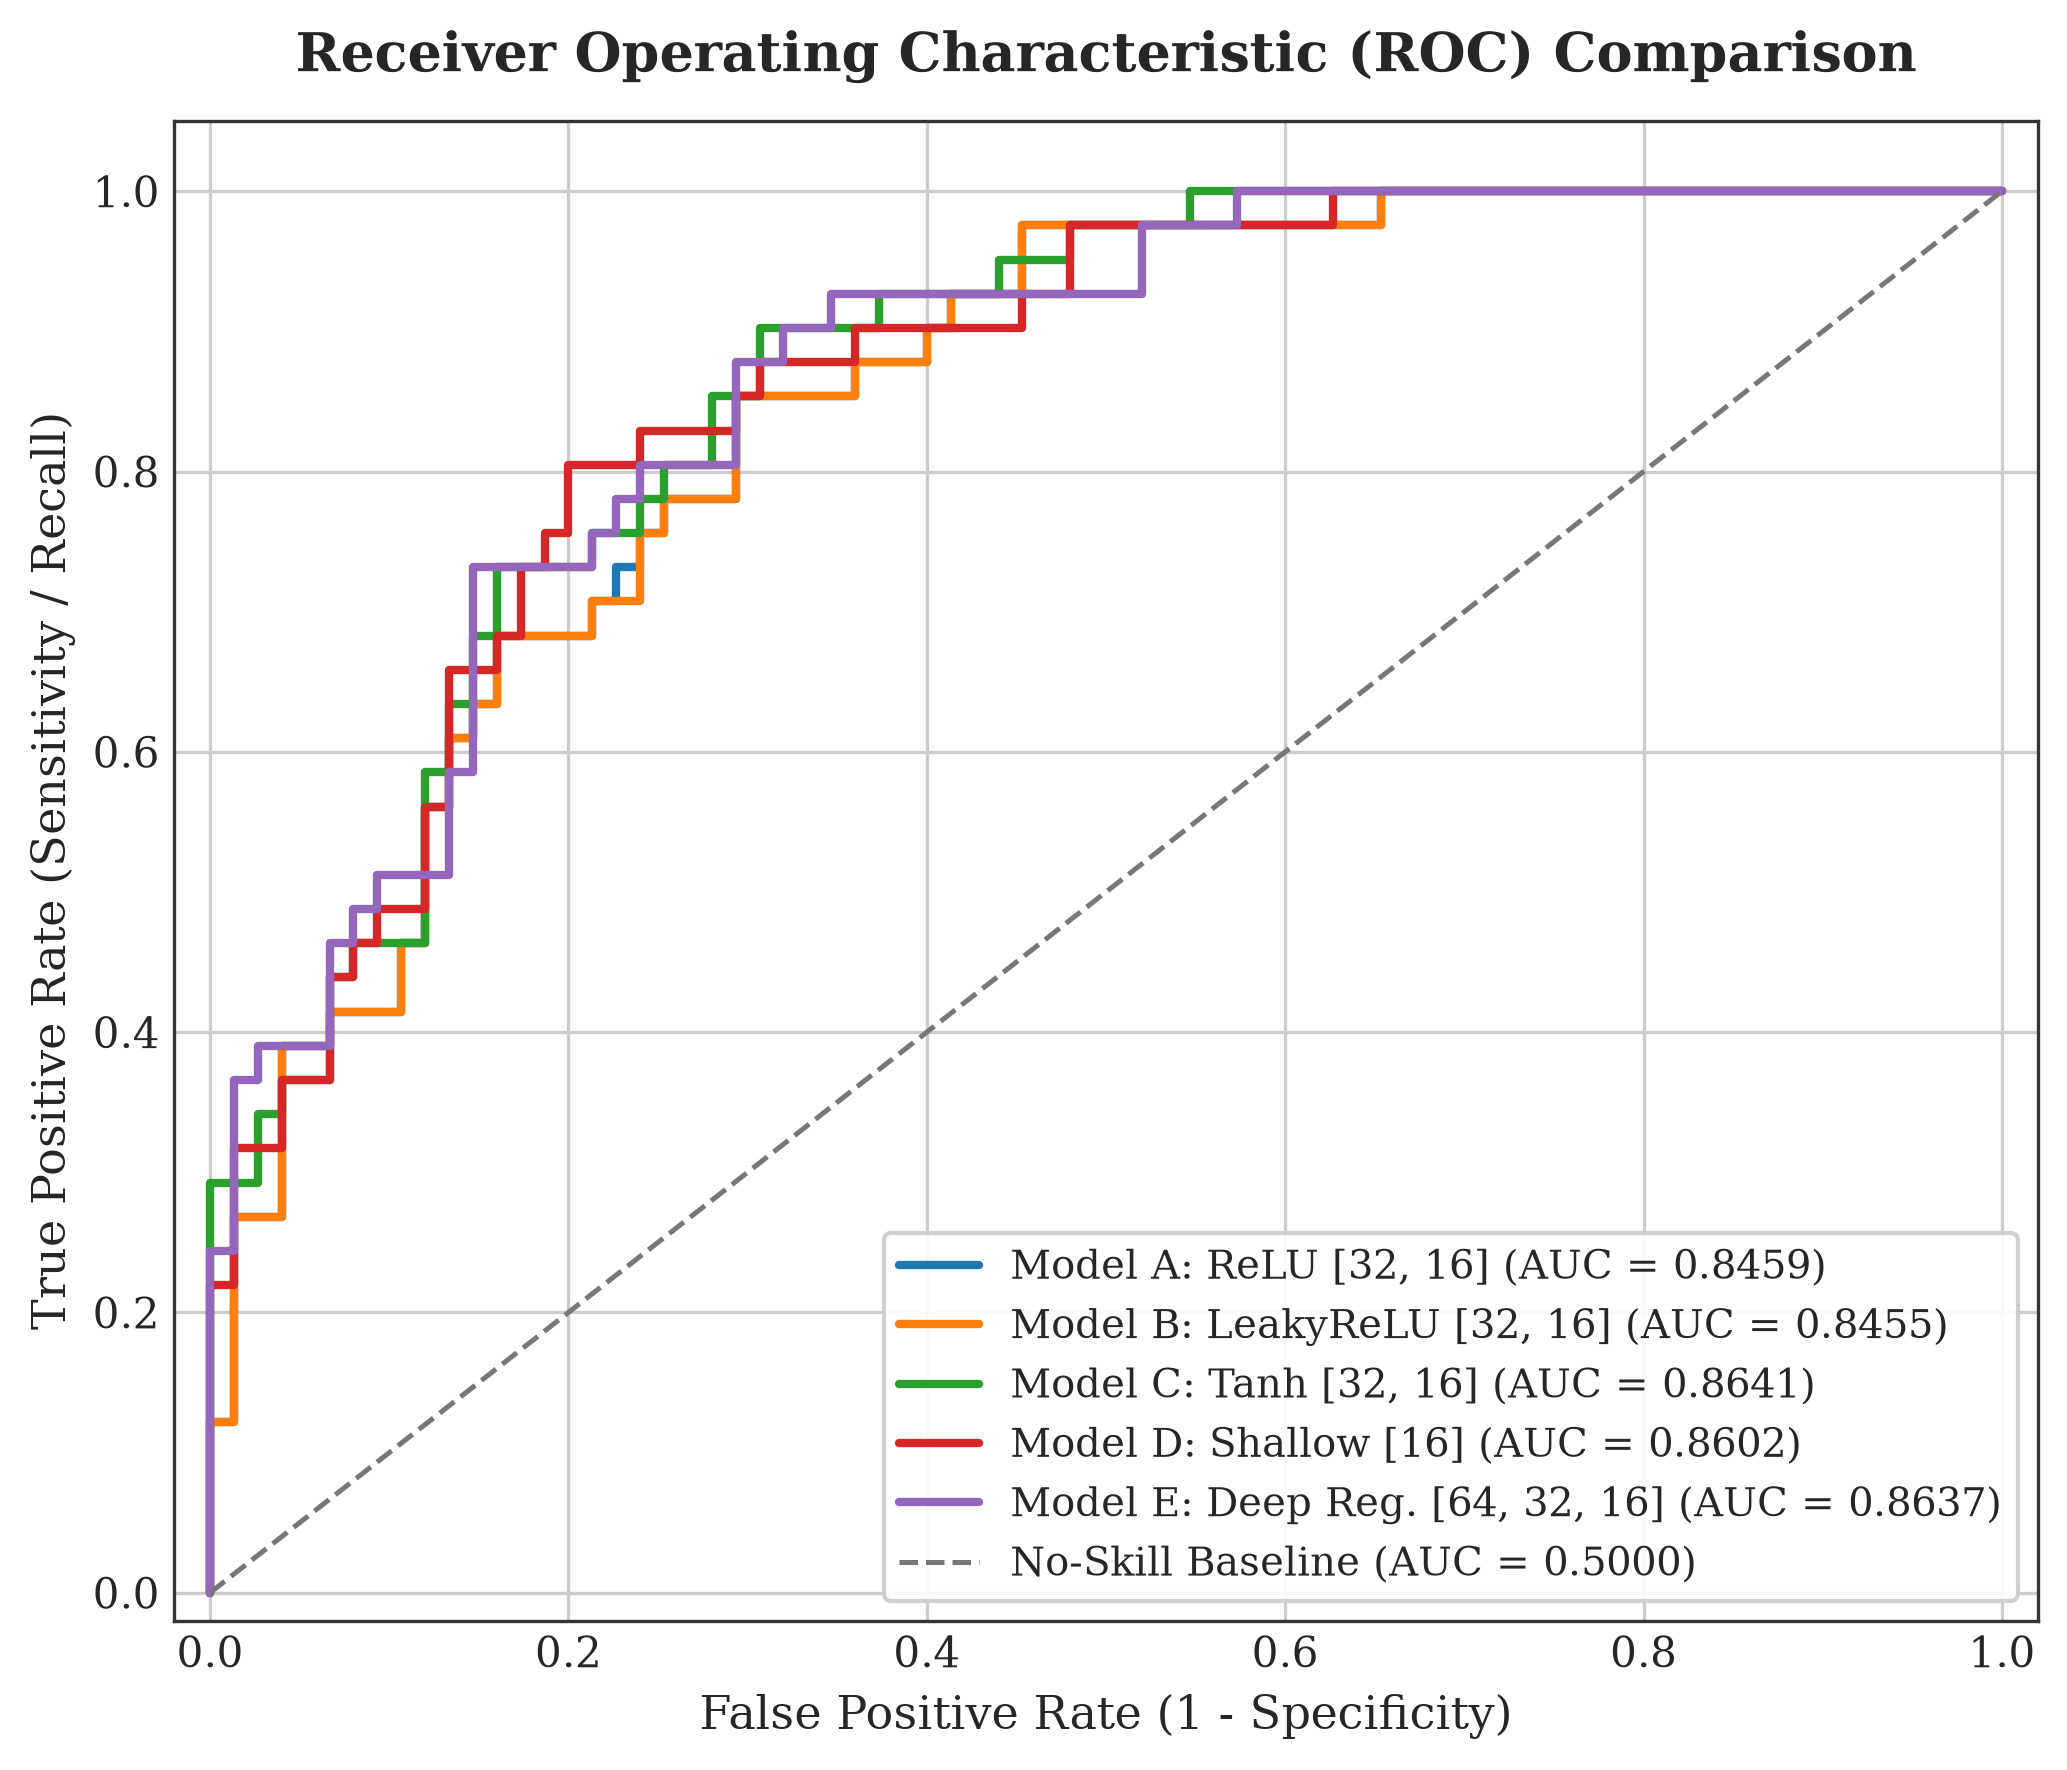 Receiver Operating Characteristic (ROC) Comparison
True Positive Rate (Sensitivity / Recall)
1.0
0.8
0.6
0.4
0.2
0.0
Model A: ReLU [32, 16] (AUC = 0.8459)
Model B: LeakyReLU [32, 16] (AUC = 0.8455)
Model C: Tanh [32, 16] (AUC = 0.8641)
Model D: Shallow [16] (AUC = 0.8602)
Model E: Deep Reg. [64, 32, 16] (AUC = 0.8637)
No-Skill Baseline (AUC = 0.5000)
0.0 0.2 0.4 0.6 0.8 1.0
False Positive Rate (1 - Specificity)